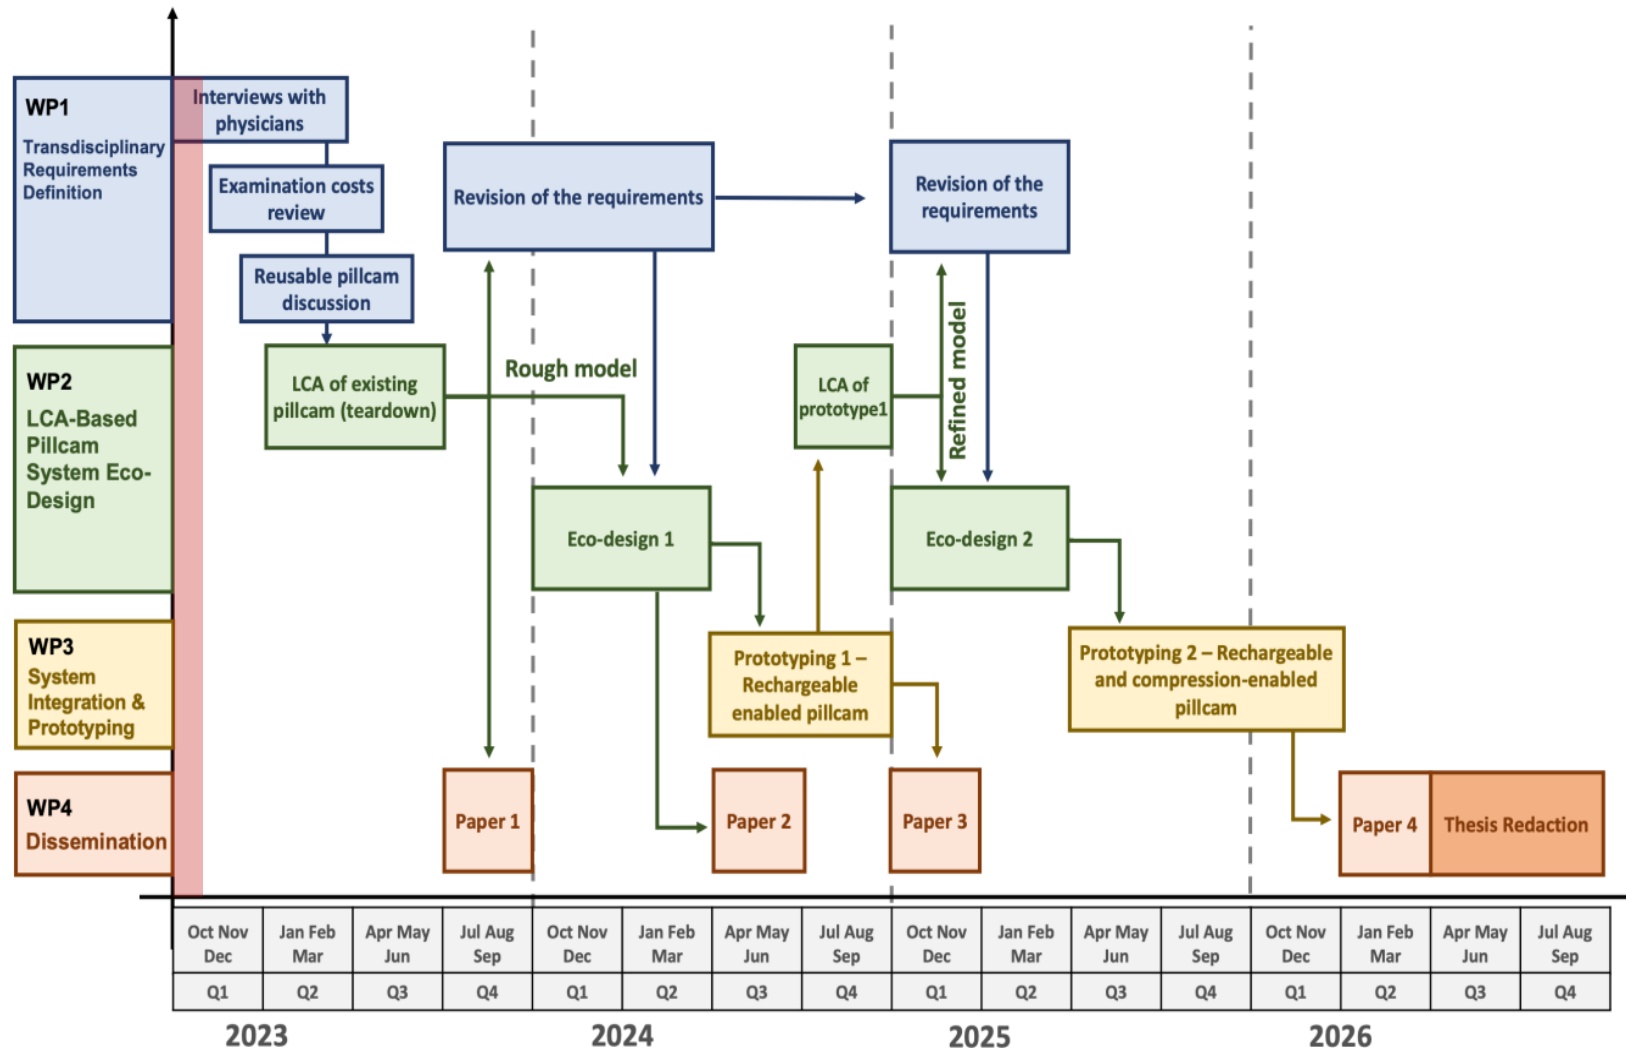 WP1
Transdisciplinary
Requirements
Definition
Interviews with
physicians
Examination costs
review
Reusable pillcam
discussion
Revision of the requirements
Revision of the
requirements
WP2
LCA-Based
Pillcam
System Eco-
Design
LCA of existing
pillcam (teardown)
Rough model
LCA of
prototype1
Refined model
Eco-design 1
Eco-design 2
WP3
System
Integration &
Prototyping
Prototyping 1 –
Rechargeable
enabled pillcam
Prototyping 2 – Rechargeable
and compression-enabled
pillcam
WP4
Dissemination
Paper 1
Paper 2
Paper 3
Paper 4
Thesis Redaction
Oct Nov
Dec
Jan Feb
Mar
Apr May
Jun
Jul Aug
Sep
Oct Nov
Dec
Jan Feb
Mar
Apr May
Jun
Jul Aug
Sep
Oct Nov
Dec
Jan Feb
Mar
Apr May
Jun
Jul Aug
Sep
Oct Nov
Dec
Jan Feb
Mar
Apr May
Jun
Jul Aug
Sep
Q1
Q2
Q3
Q4
Q1
Q2
Q3
Q4
Q1
Q2
Q3
Q4
Q1
Q2
Q3
Q4
2023
2024
2025
2026